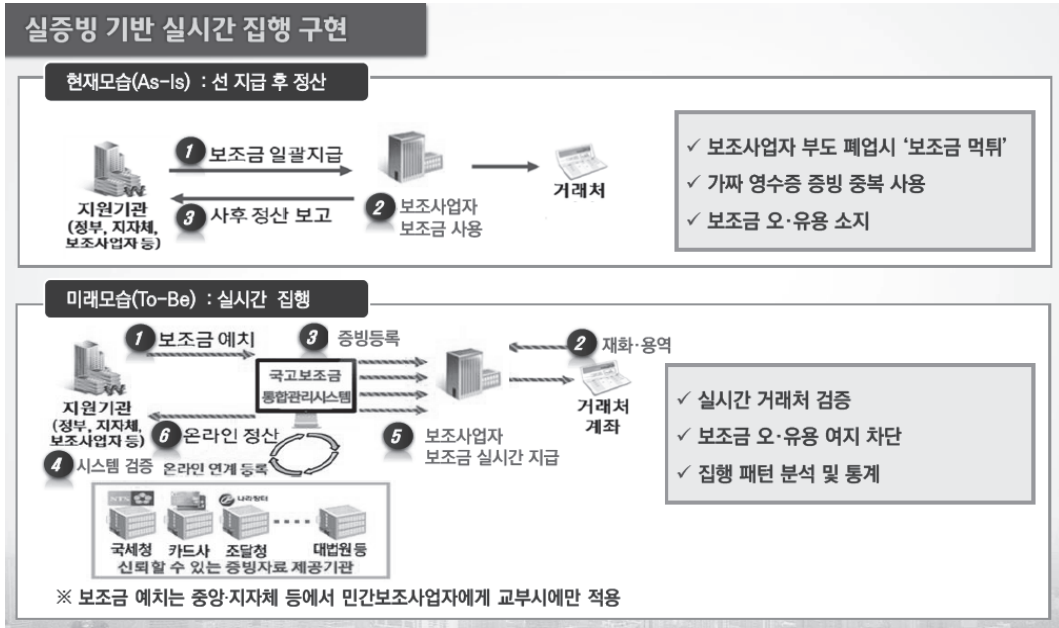 실증빙 기반 실시간 집행 구현
현재모습(As-Is) : 선 지급 후 정산
1 보조금 일괄지급
지원기관
(정부, 지자체,
보조사업자 등)
3 사후 정산 보고
2 보조사업자
보조금 사용
거래처
✓ 보조사업자 부도 폐업시 ‘보조금 먹튀’
✓ 가짜 영수증 증빙 중복 사용
✓ 보조금 오·유용 소지
미래모습(To-Be) : 실시간 집행
1 보조금 예치
3 증빙등록
2 재화·용역
국고보조금
통합관리시스템
지원기관
(정부, 지자체,
보조사업자 등)
거래처
계좌
6 온라인 정산
5 보조사업자
보조금 실시간 지급
4 시스템 검증
온라인 연계 등록
✓ 실시간 거래처 검증
✓ 보조금 오·유용 여지 차단
✓ 집행 패턴 분석 및 통계
NTS
나라장터
국세청 카드사 조달청 대법원 등
신뢰할 수 있는 증빙자료 제공기관
※ 보조금 예치는 중앙·지자체 등에서 민간보조사업자에게 교부시에만 적용